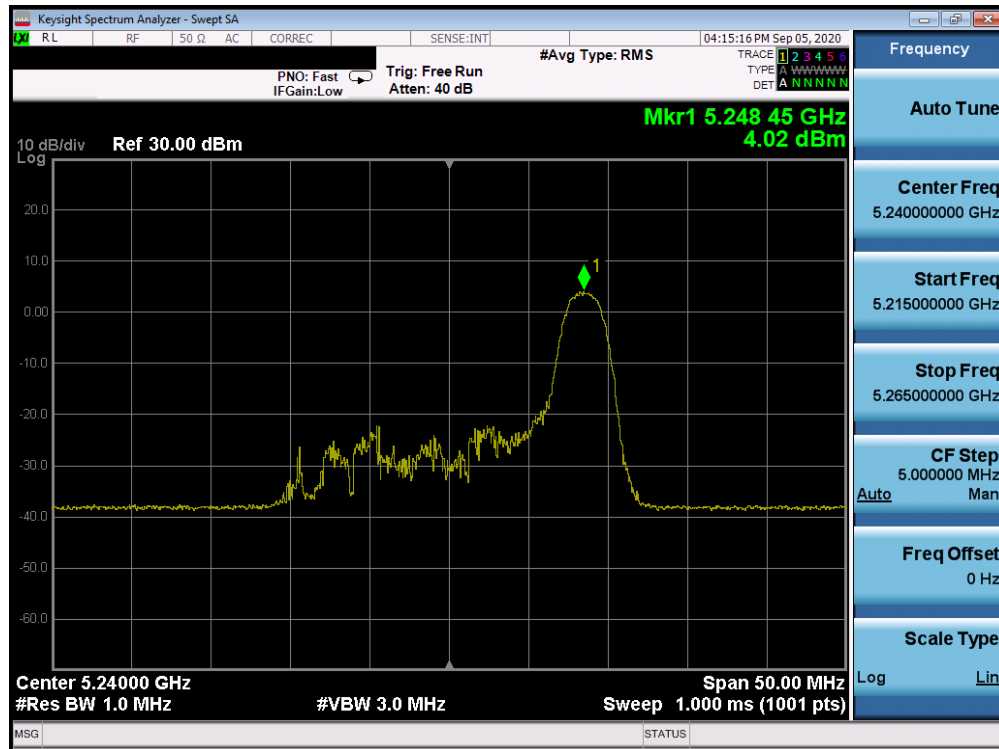 Keysight Spectrum Analyzer - Swept SA
LXI RL RF 50 Ω AC CORREC SENSE:INT 04:15:16 PM Sep 05, 2020
#Avg Type: RMS
TRACE 1 2 3 4 5 6
PNO: Fast Trig: Free Run
TYPE A WWWWW
IFGain:Low Atten: 40 dB
DET A N N N N N
Mkr1 5.248 45 GHz
4.02 dBm
10 dB/div Ref 30.00 dBm
Log
20.0
10.0
0.00
-10.0
-20.0
-30.0
-40.0
-50.0
-60.0
1
Center 5.24000 GHz Span 50.00 MHz
#Res BW 1.0 MHz #VBW 3.0 MHz Sweep 1.000 ms (1001 pts)
MSG STATUS
Frequency
Auto Tune
Center Freq
5.240000000 GHz
Start Freq
5.215000000 GHz
Stop Freq
5.265000000 GHz
CF Step
5.000000 MHz
Auto Man
Freq Offset
0 Hz
Scale Type
Log Lin